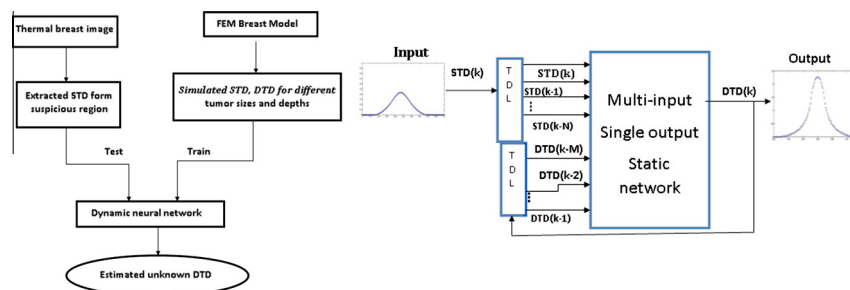 Thermal breast image
FEM Breast Model
Extracted STD form
suspicious region
Simulated STD, DTD for different
tumor sizes and depths
Test
Train
Dynamic neural network
Estimated unknown DTD
Input
STD(k)
T
D
L
STD(k)
STD(k-1)
STD(k-N)
T
D
L
DTD(k-M)
DTD(k-2)
DTD(k-1)
Multi-input
Single output
Static
network
DTD(k)
Output